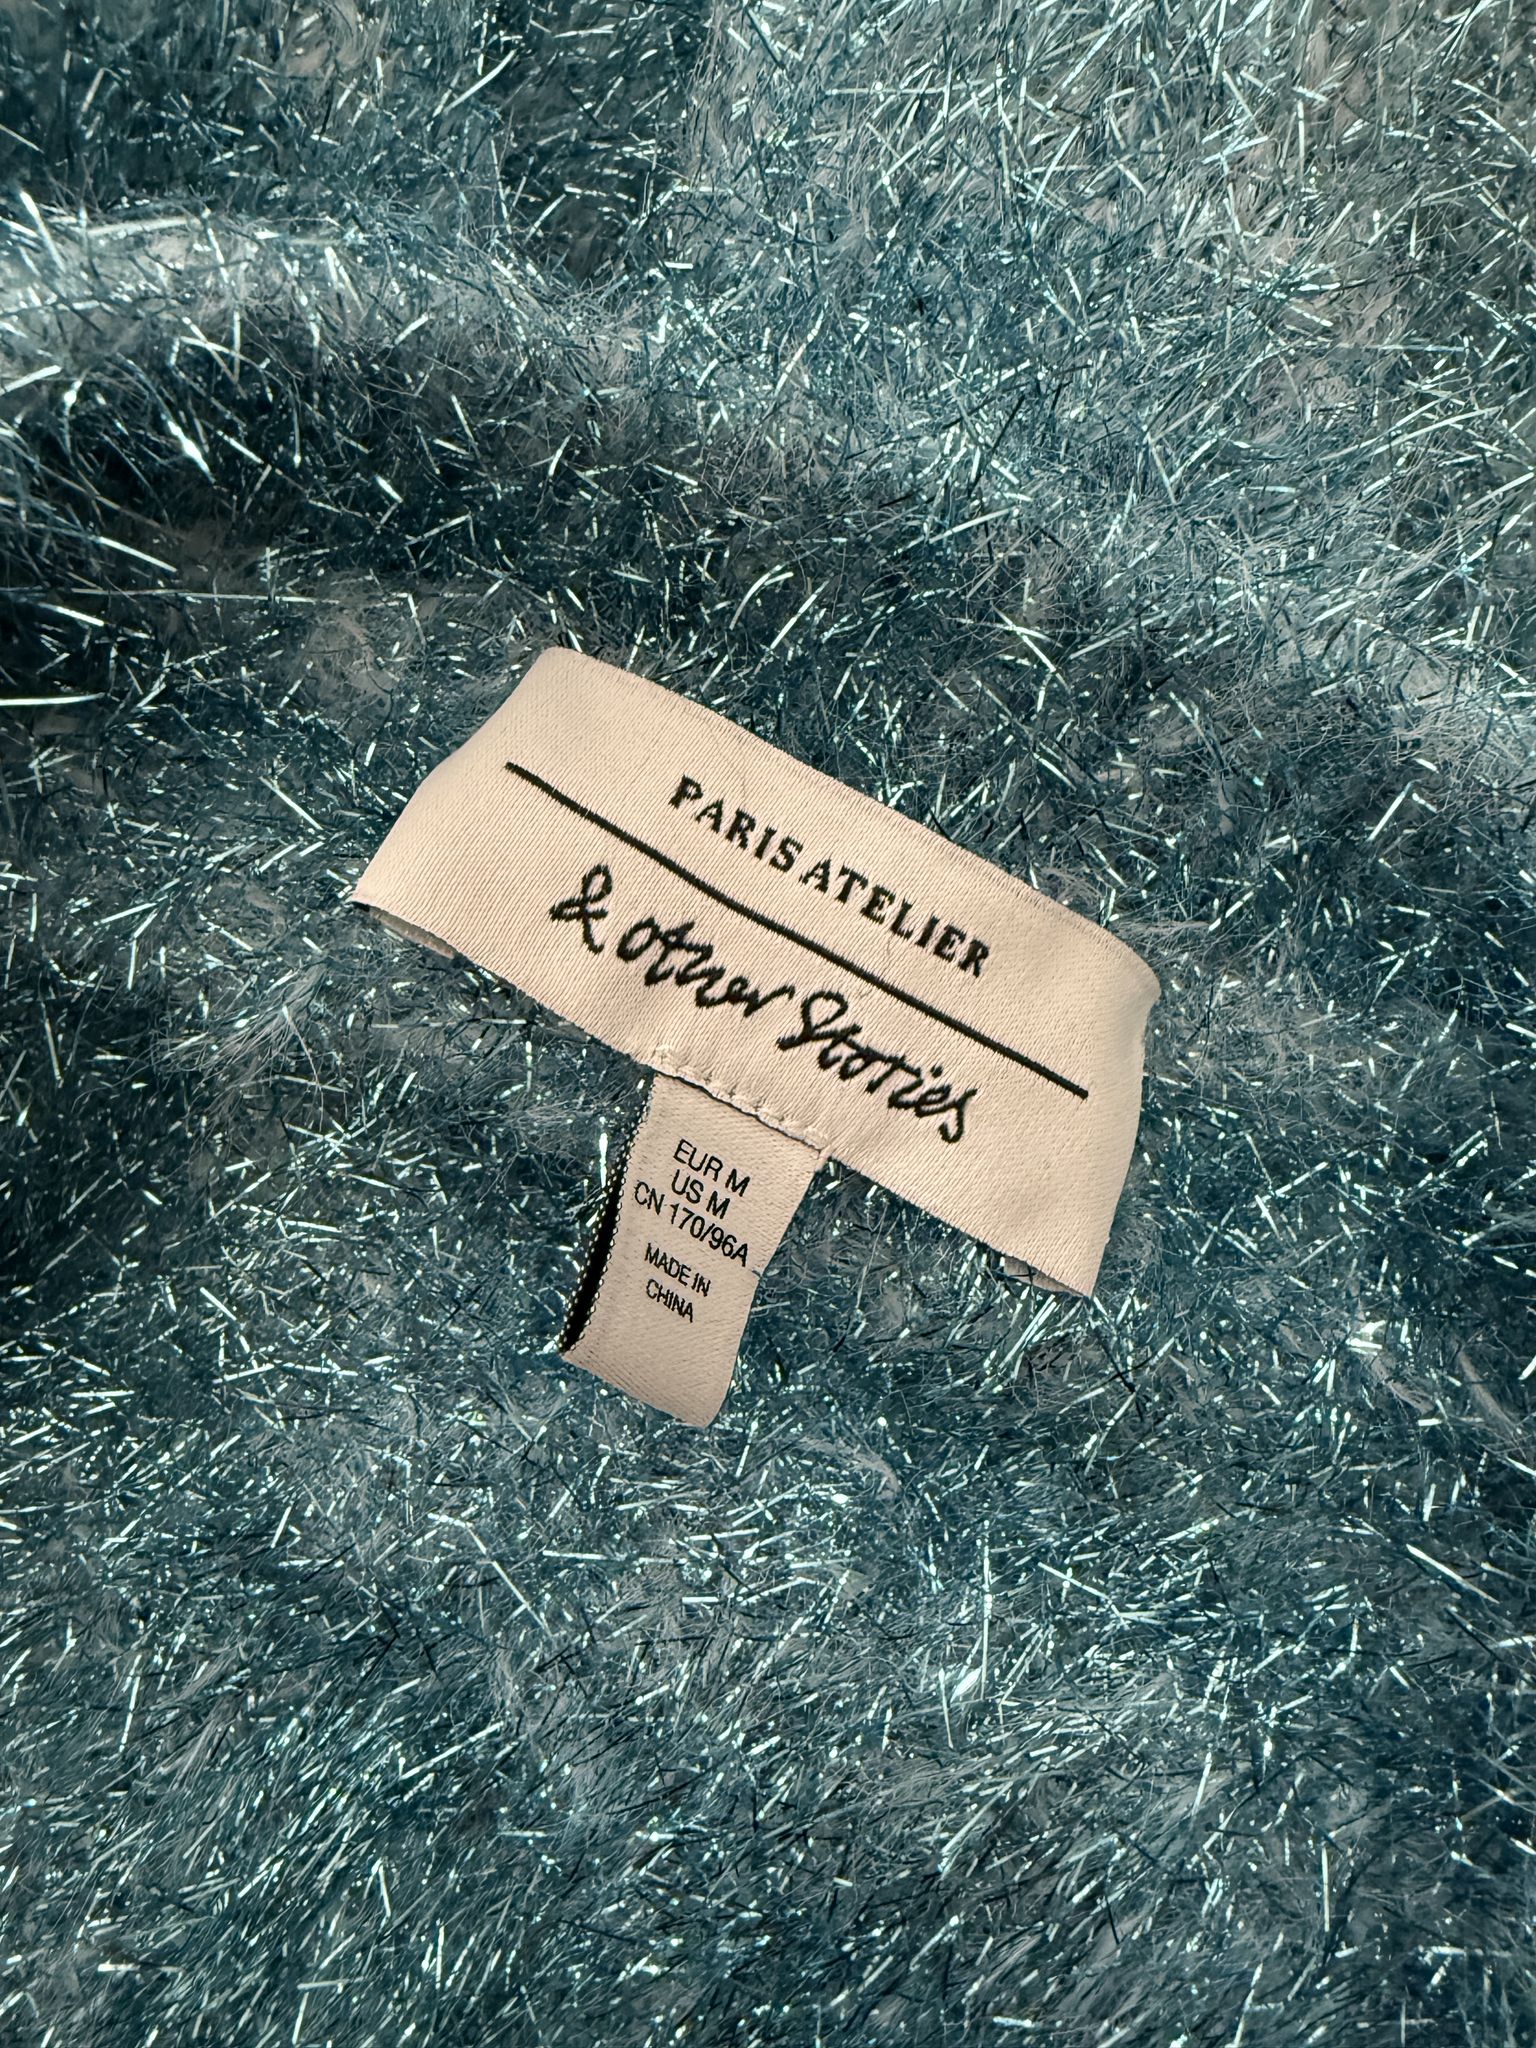 PARIS ATELIER
& other Stories
EUR M
US M
CN 170/96A
MADE IN
CHINA